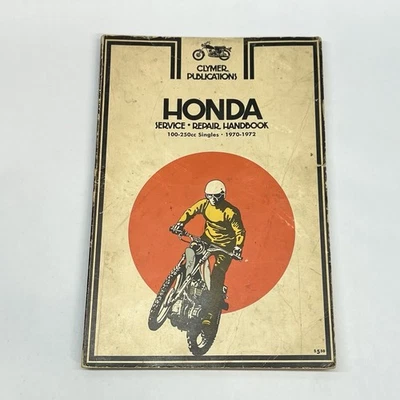 CLYMER
PUBLICATIONS
HONDA
SERVICE • REPAIR HANDBOOK
100-250cc Singles • 1970-1972